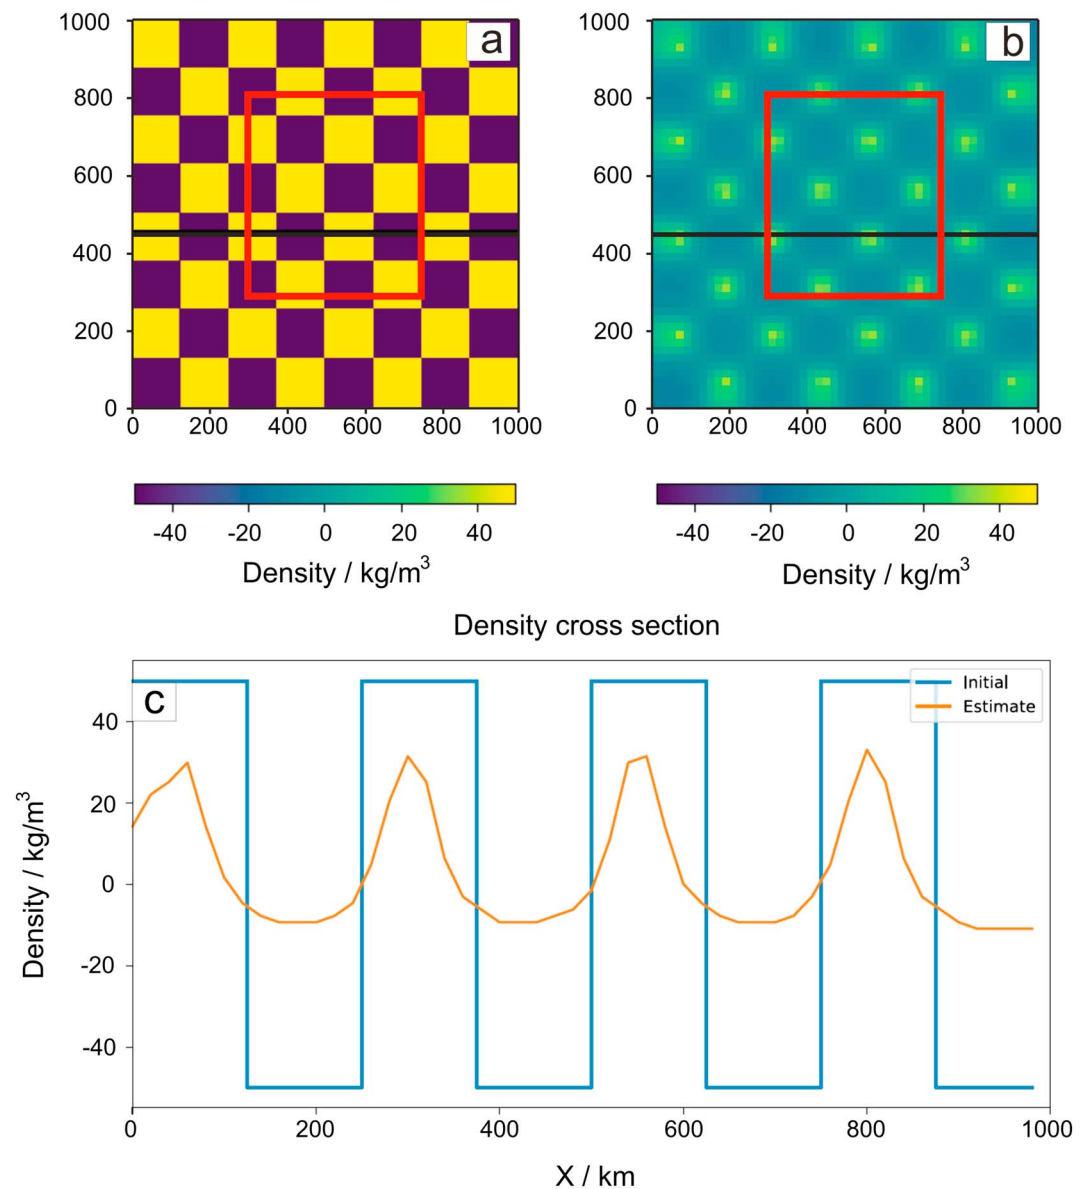 a
b
1000
800
600
400
200
0
0 200 400 600 800 1000
1000
800
600
400
200
0
0 200 400 600 800 1000
-40 -20 0 20 40
Density / kg/m³
-40 -20 0 20 40
Density / kg/m³
Density cross section
c
Initial
Estimate
40
20
0
-20
-40
Density / kg/m³
0 200 400 600 800 1000
X / km